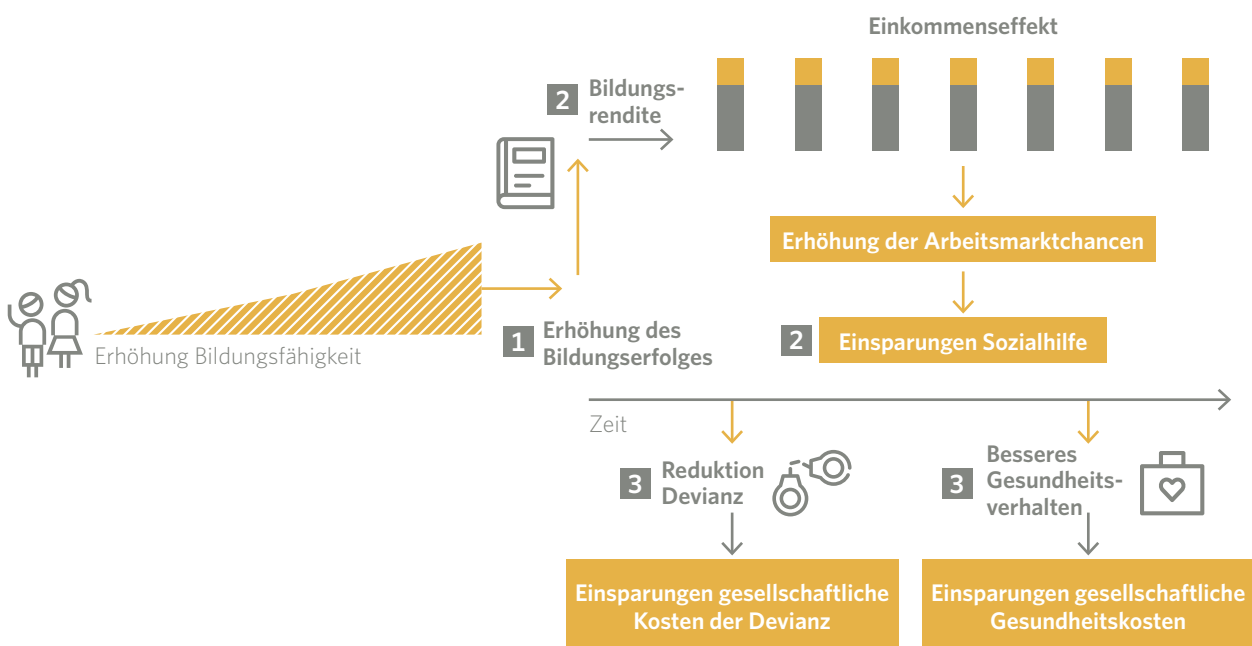 Einkommenseffekt
2 Bildungs-
rendite
Erhöhung der Arbeitsmarktchancen
1 Erhöhung des
Bildungserfolges
2 Einsparungen Sozialhilfe
Erhöhung Bildungsfähigkeit
Zeit
3 Reduktion
Devianz
3 Besseres
Gesundheits-
verhalten
Einsparungen gesellschaftliche
Kosten der Devianz
Einsparungen gesellschaftliche
Gesundheitskosten